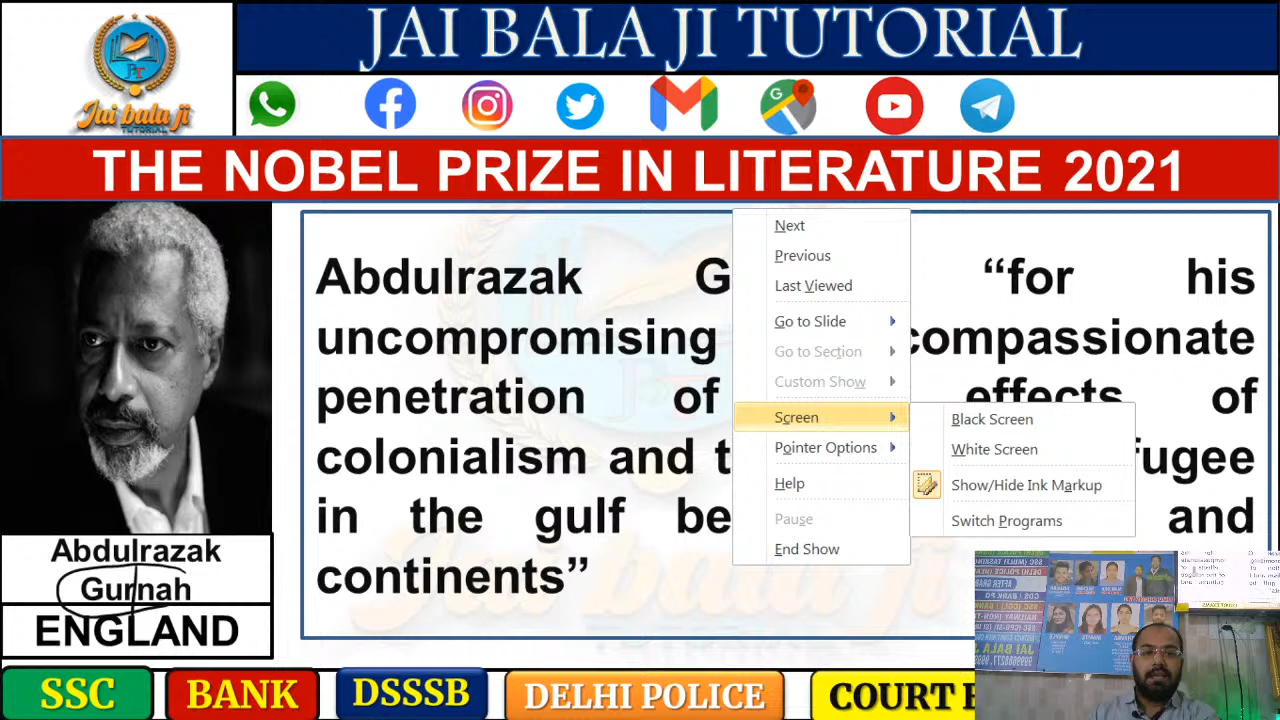 JAI BALA JI TUTORIAL
Jai bala ji
TUTORIAL
THE NOBEL PRIZE IN LITERATURE 2021
Abdulrazak G “for his
uncompromising compassionate
penetration of effects of
colonialism and t fugee
in the gulf be and
continents”
Next
Previous
Last Viewed
Go to Slide
Go to Section
Custom Show
Screen
Pointer Options
Help
Pause
End Show
Black Screen
White Screen
Show/Hide Ink Markup
Switch Programs
Abdulrazak
Gurnah
ENGLAND
SSC BANK DSSSB DELHI POLICE COURT E